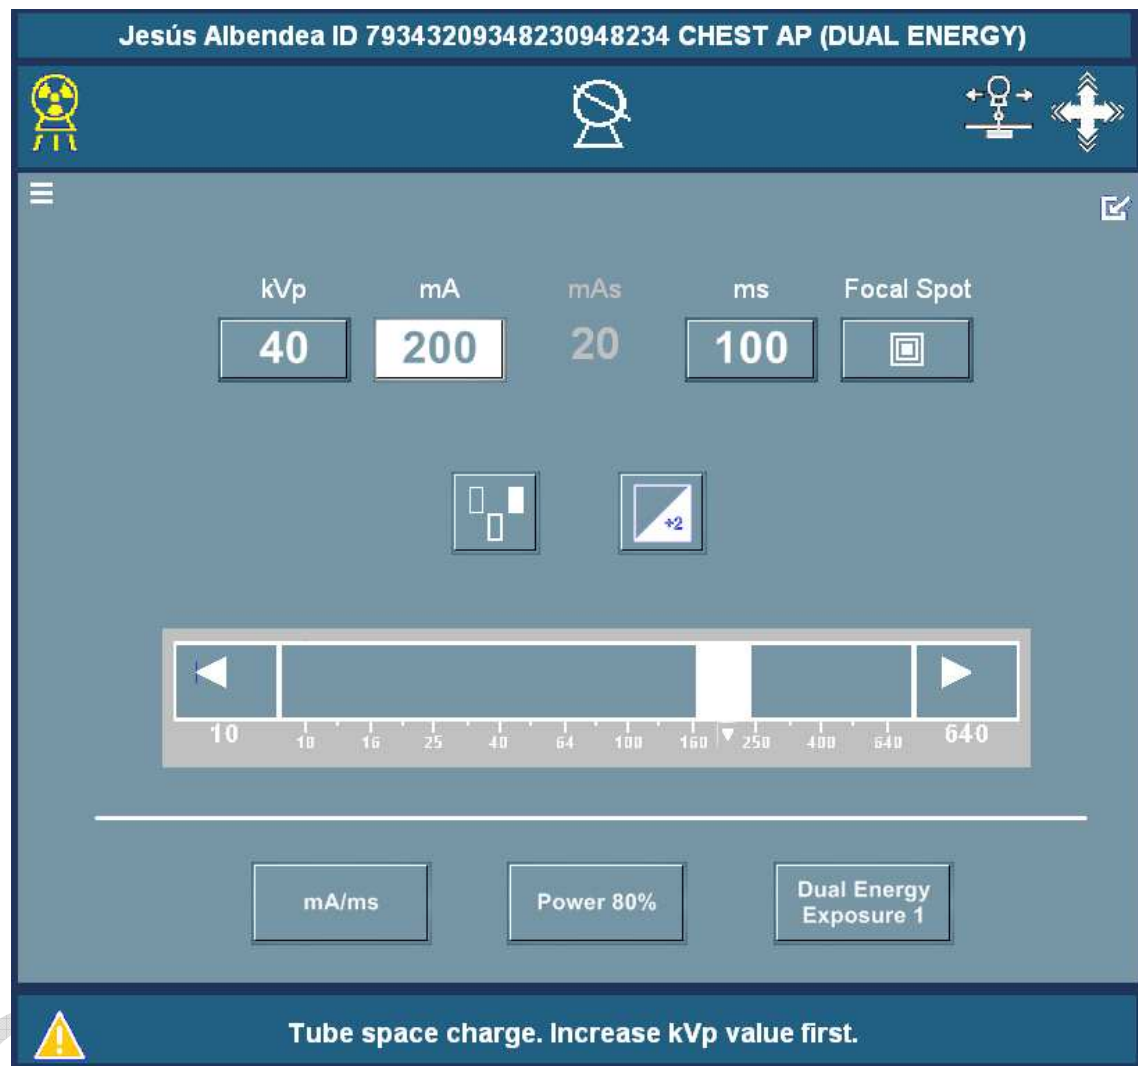 Jesús Albendea ID 79343209348230948234 CHEST AP (DUAL ENERGY)
kVp mA mAs ms Focal Spot
40 200 20 100
+2
10 10 16 25 40 64 100 160 250 400 640 640
mA/ms Power 80% Dual Energy
Exposure 1
Tube space charge. Increase kVp value first.